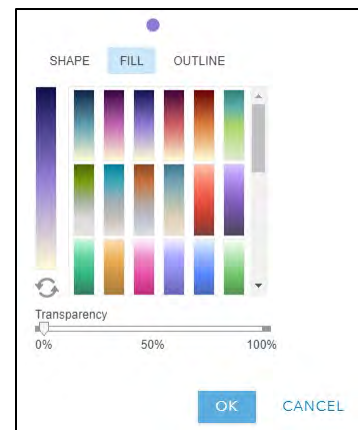 SHAPE FILL OUTLINE
Transparency
0% 50% 100%
OK CANCEL